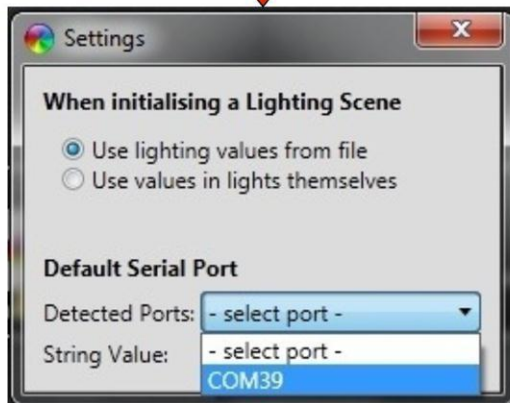 Settings
When initialising a Lighting Scene
Use lighting values from file
Use values in lights themselves
Default Serial Port
Detected Ports: - select port -
String Value: - select port -
COM39